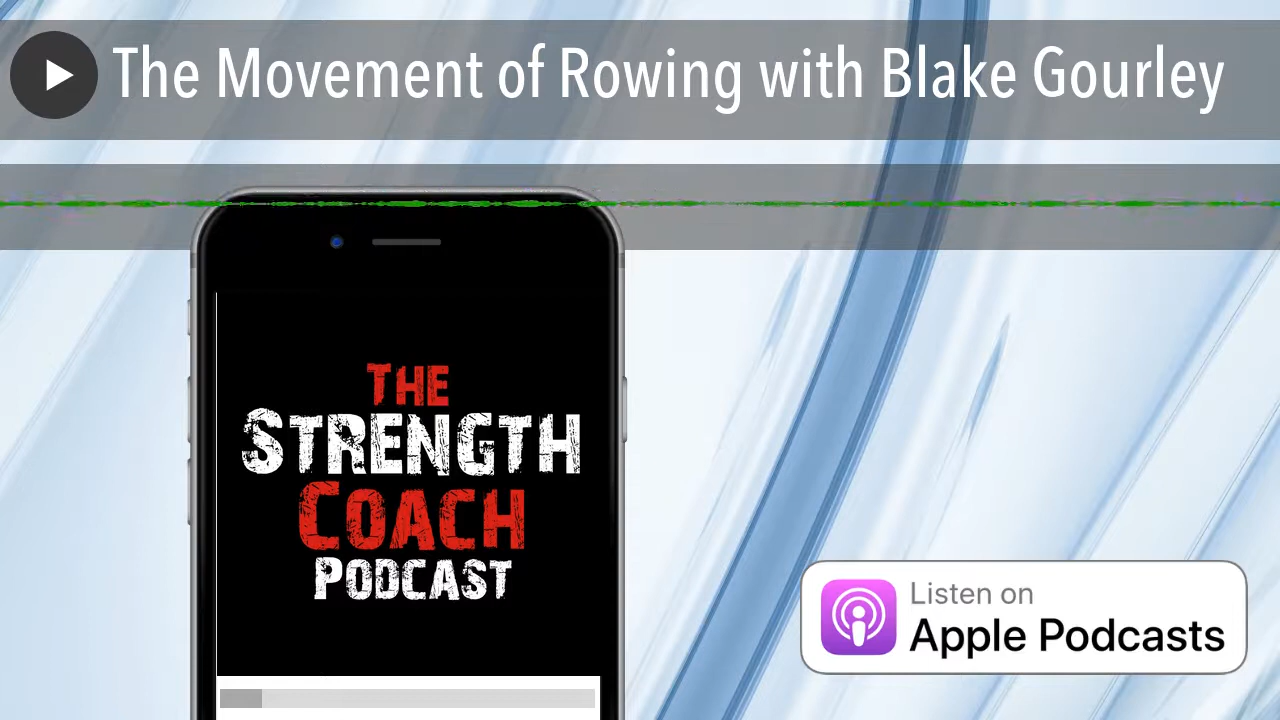 The Movement of Rowing with Blake Gourley
THE
STRENGTH
COACH
PODCAST
Listen on
Apple Podcasts